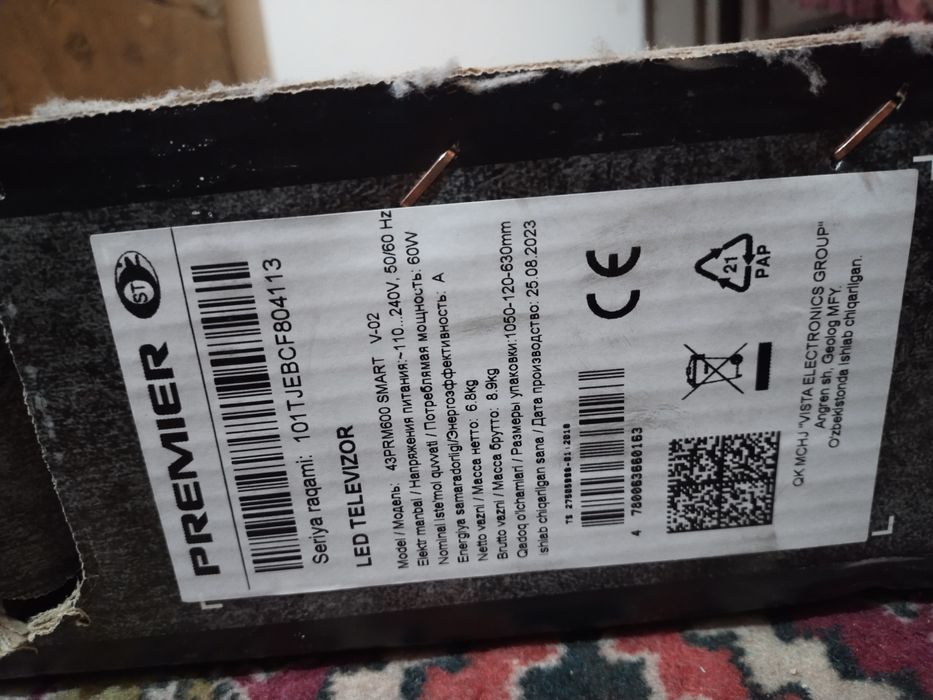 PREMIER
ST
Seriya raqami: 101TJEBCF804113
LED TELEVIZOR
Model / Модель: 43PRM600 SMART V-02
Elektr manbai / Напряжения питания:~110...240V, 50/60 Hz
Nominal iste'mol quvvati / Потребляемая мощность: 60W
Energiya samaradorligi/Энергоэффективность: A
Netto vazni / Масса нетто: 6.8kg
Brutto vazni / Масса брутто: 8.9kg
Qadoq o'lchamlari / Размеры упаковки:1050-120-630mm
Ishlab chiqarilgan sana / Дата производство: 25.08.2023
4 780063660163
CE
21
PAP
QK MCHJ "VISTA ELECTRONICS GROUP"
Angren sh, Geolog MFY.
O'zbekistonda ishlab chiqarilgan.